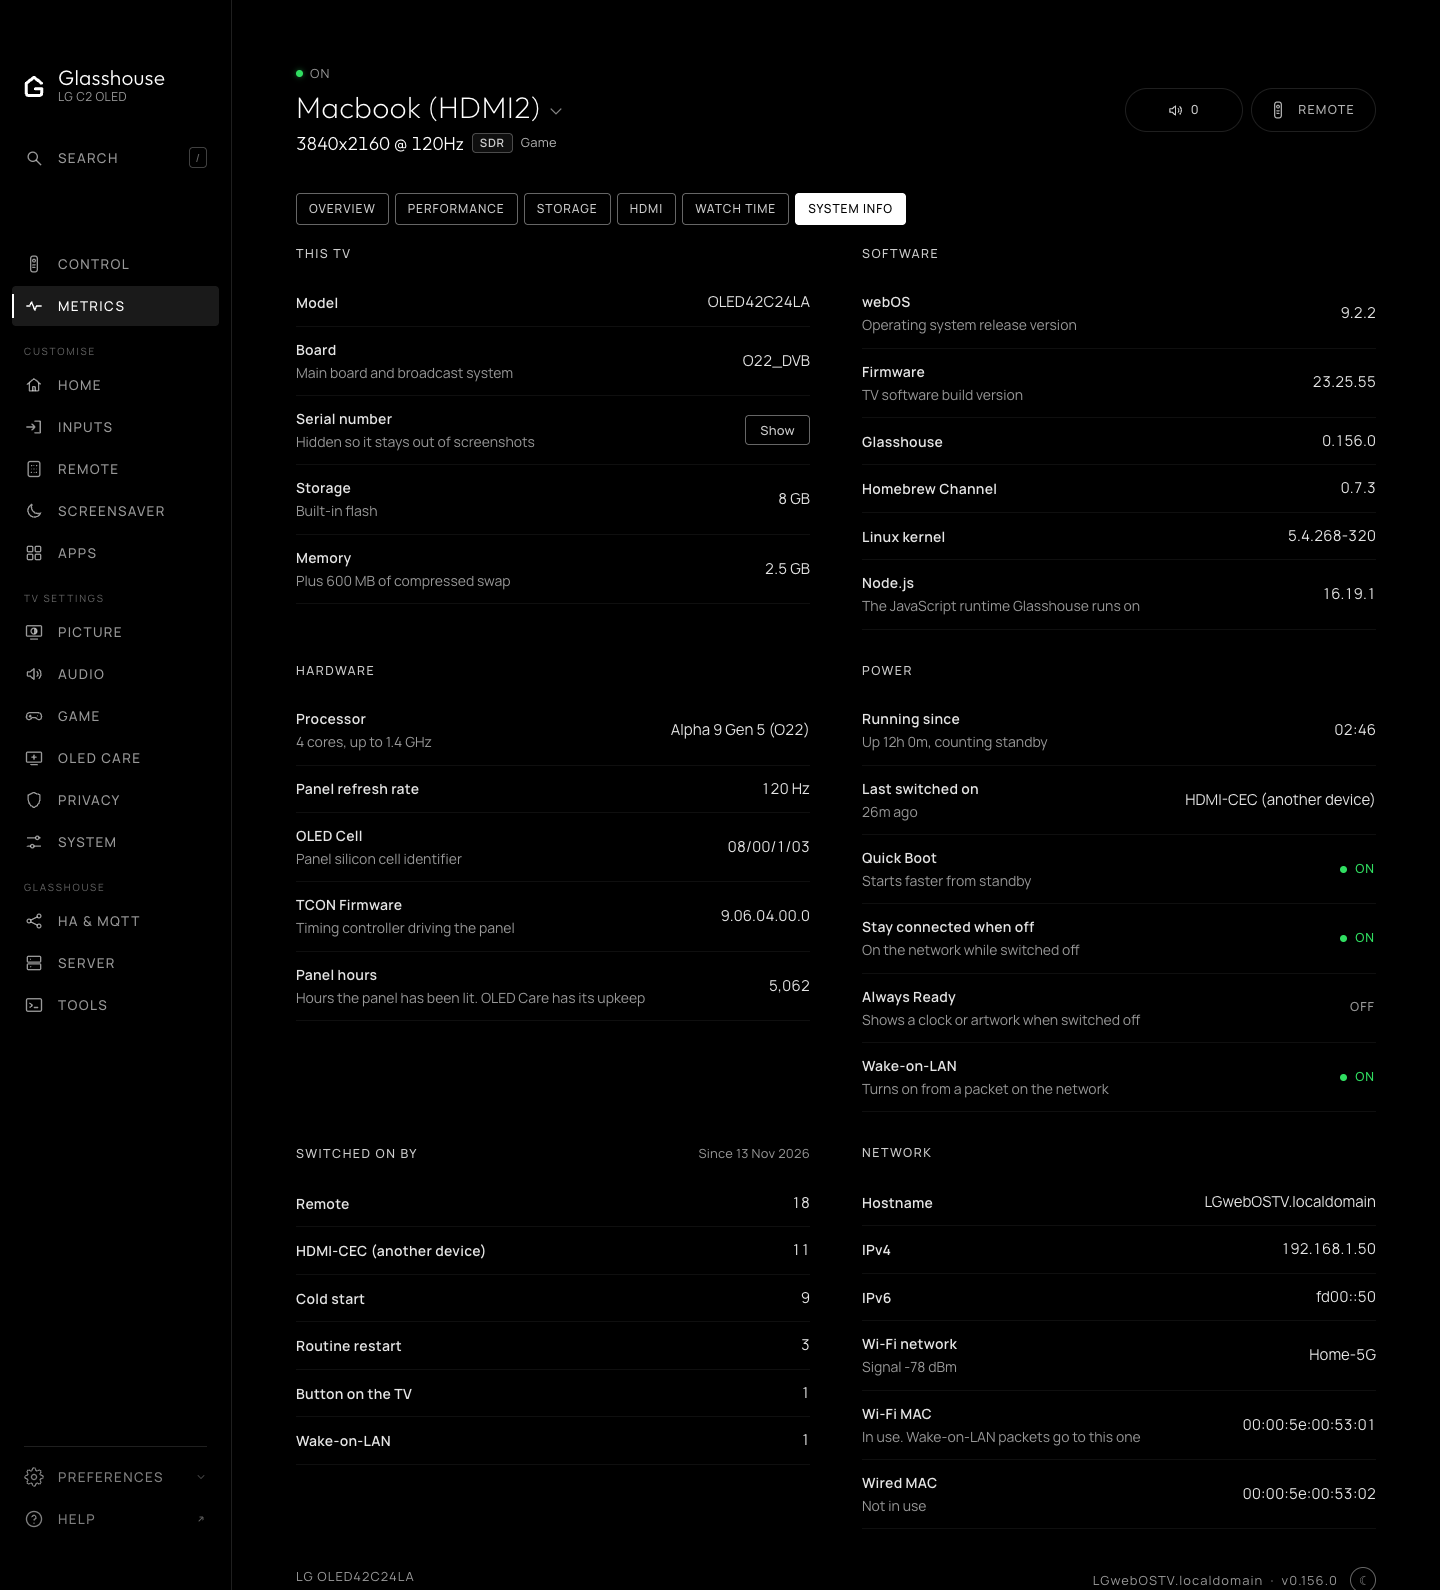 Glasshouse
LG C2 OLED
SEARCH /
CONTROL
METRICS
CUSTOMISE
HOME
INPUTS
REMOTE
SCREENSAVER
APPS
TV SETTINGS
PICTURE
AUDIO
GAME
OLED CARE
PRIVACY
SYSTEM
GLASSHOUSE
HA & MQTT
SERVER
TOOLS
PREFERENCES
HELP
ON
Macbook (HDMI2)
3840x2160 @ 120Hz SDR Game
0 REMOTE
OVERVIEW PERFORMANCE STORAGE HDMI WATCH TIME SYSTEM INFO
THIS TV
Model OLED42C24LA
Board O22_DVB
Main board and broadcast system
Serial number Show
Hidden so it stays out of screenshots
Storage 8 GB
Built-in flash
Memory 2.5 GB
Plus 600 MB of compressed swap
SOFTWARE
webOS 9.2.2
Operating system release version
Firmware 23.25.55
TV software build version
Glasshouse 0.156.0
Homebrew Channel 0.7.3
Linux kernel 5.4.268-320
Node.js 16.19.1
The JavaScript runtime Glasshouse runs on
HARDWARE
Processor Alpha 9 Gen 5 (O22)
4 cores, up to 1.4 GHz
Panel refresh rate 120 Hz
OLED Cell 08/00/1/03
Panel silicon cell identifier
TCON Firmware 9.06.04.00.0
Timing controller driving the panel
Panel hours 5,062
Hours the panel has been lit. OLED Care has its upkeep
POWER
Running since 02:46
Up 12h 0m, counting standby
Last switched on HDMI-CEC (another device)
26m ago
Quick Boot ON
Starts faster from standby
Stay connected when off ON
On the network while switched off
Always Ready OFF
Shows a clock or artwork when switched off
Wake-on-LAN ON
Turns on from a packet on the network
SWITCHED ON BY Since 13 Nov 2026
Remote 18
HDMI-CEC (another device) 11
Cold start 9
Routine restart 3
Button on the TV 1
Wake-on-LAN 1
NETWORK
Hostname LGwebOSTV.localdomain
IPv4 192.168.1.50
IPv6 fd00::50
Wi-Fi network Home-5G
Signal -78 dBm
Wi-Fi MAC 00:00:5e:00:53:01
In use. Wake-on-LAN packets go to this one
Wired MAC 00:00:5e:00:53:02
Not in use
LG OLED42C24LA LGwebOSTV.localdomain · v0.156.0